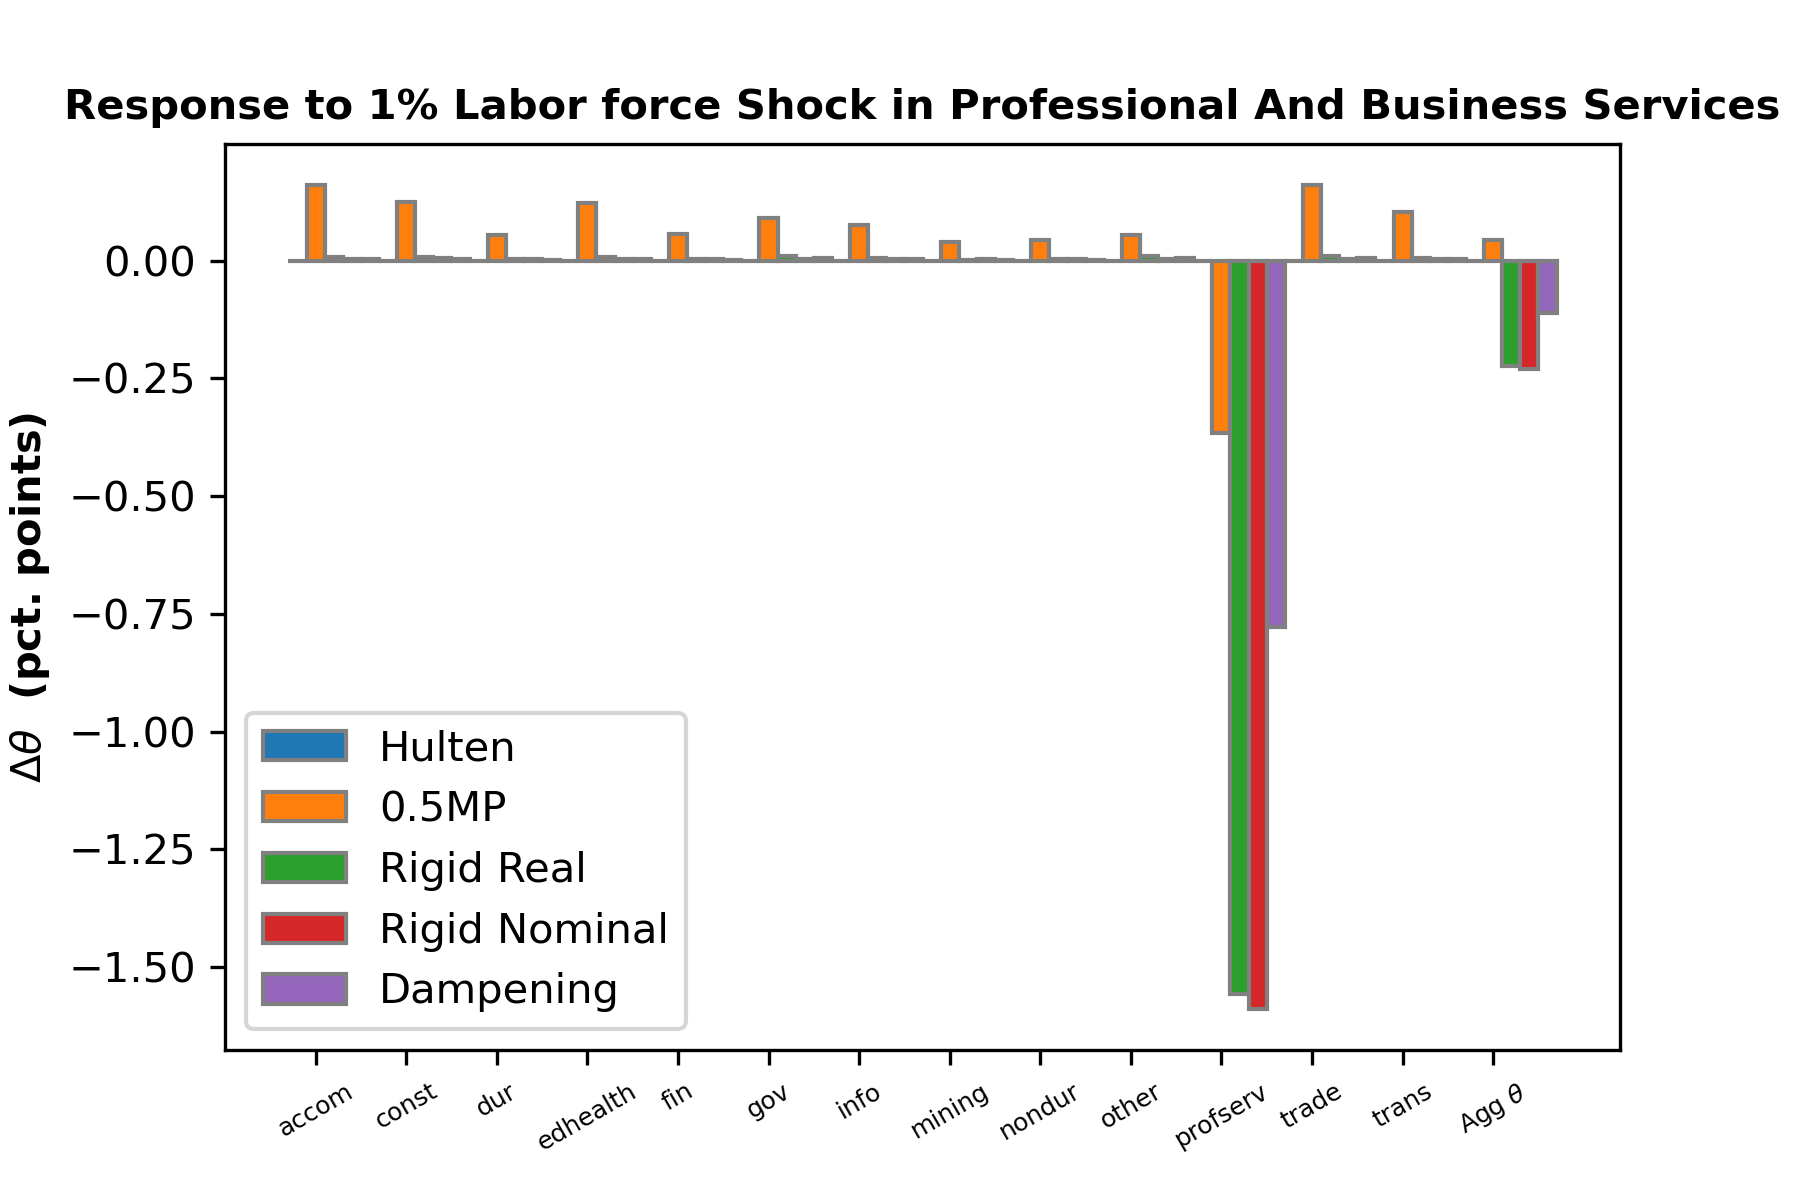 Response to 1% Labor force Shock in Professional And Business Services
Δθ (pct. points)
0.00
−0.25
−0.50
−0.75
−1.00
−1.25
−1.50
Hulten
0.5MP
Rigid Real
Rigid Nominal
Dampening
accom
const
dur
edhealth
fin
gov
info
mining
nondur
other
profserv
trade
trans
Agg θ